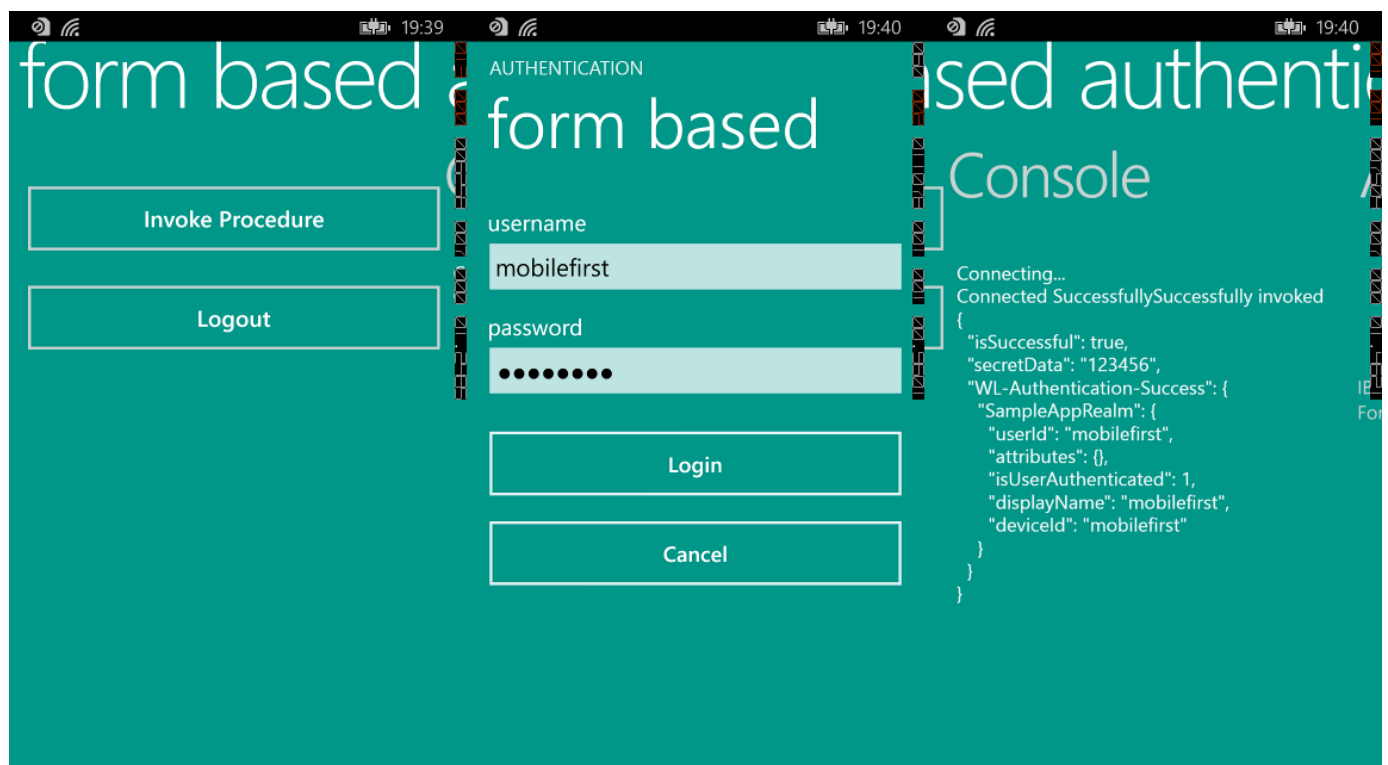 19:39
form based
Invoke Procedure
Logout
19:40
AUTHENTICATION
form based
username
mobilefirst
password
••••••••
Login
Cancel
19:40
sed authenti
Console
Connecting...
Connected SuccessfullySuccessfully invoked
{
"isSuccessful": true,
"secretData": "123456",
"WL-Authentication-Success": {
"SampleAppRealm": {
"userId": "mobilefirst",
"attributes": {},
"isUserAuthenticated": 1,
"displayName": "mobilefirst",
"deviceId": "mobilefirst"
}
}
}
For